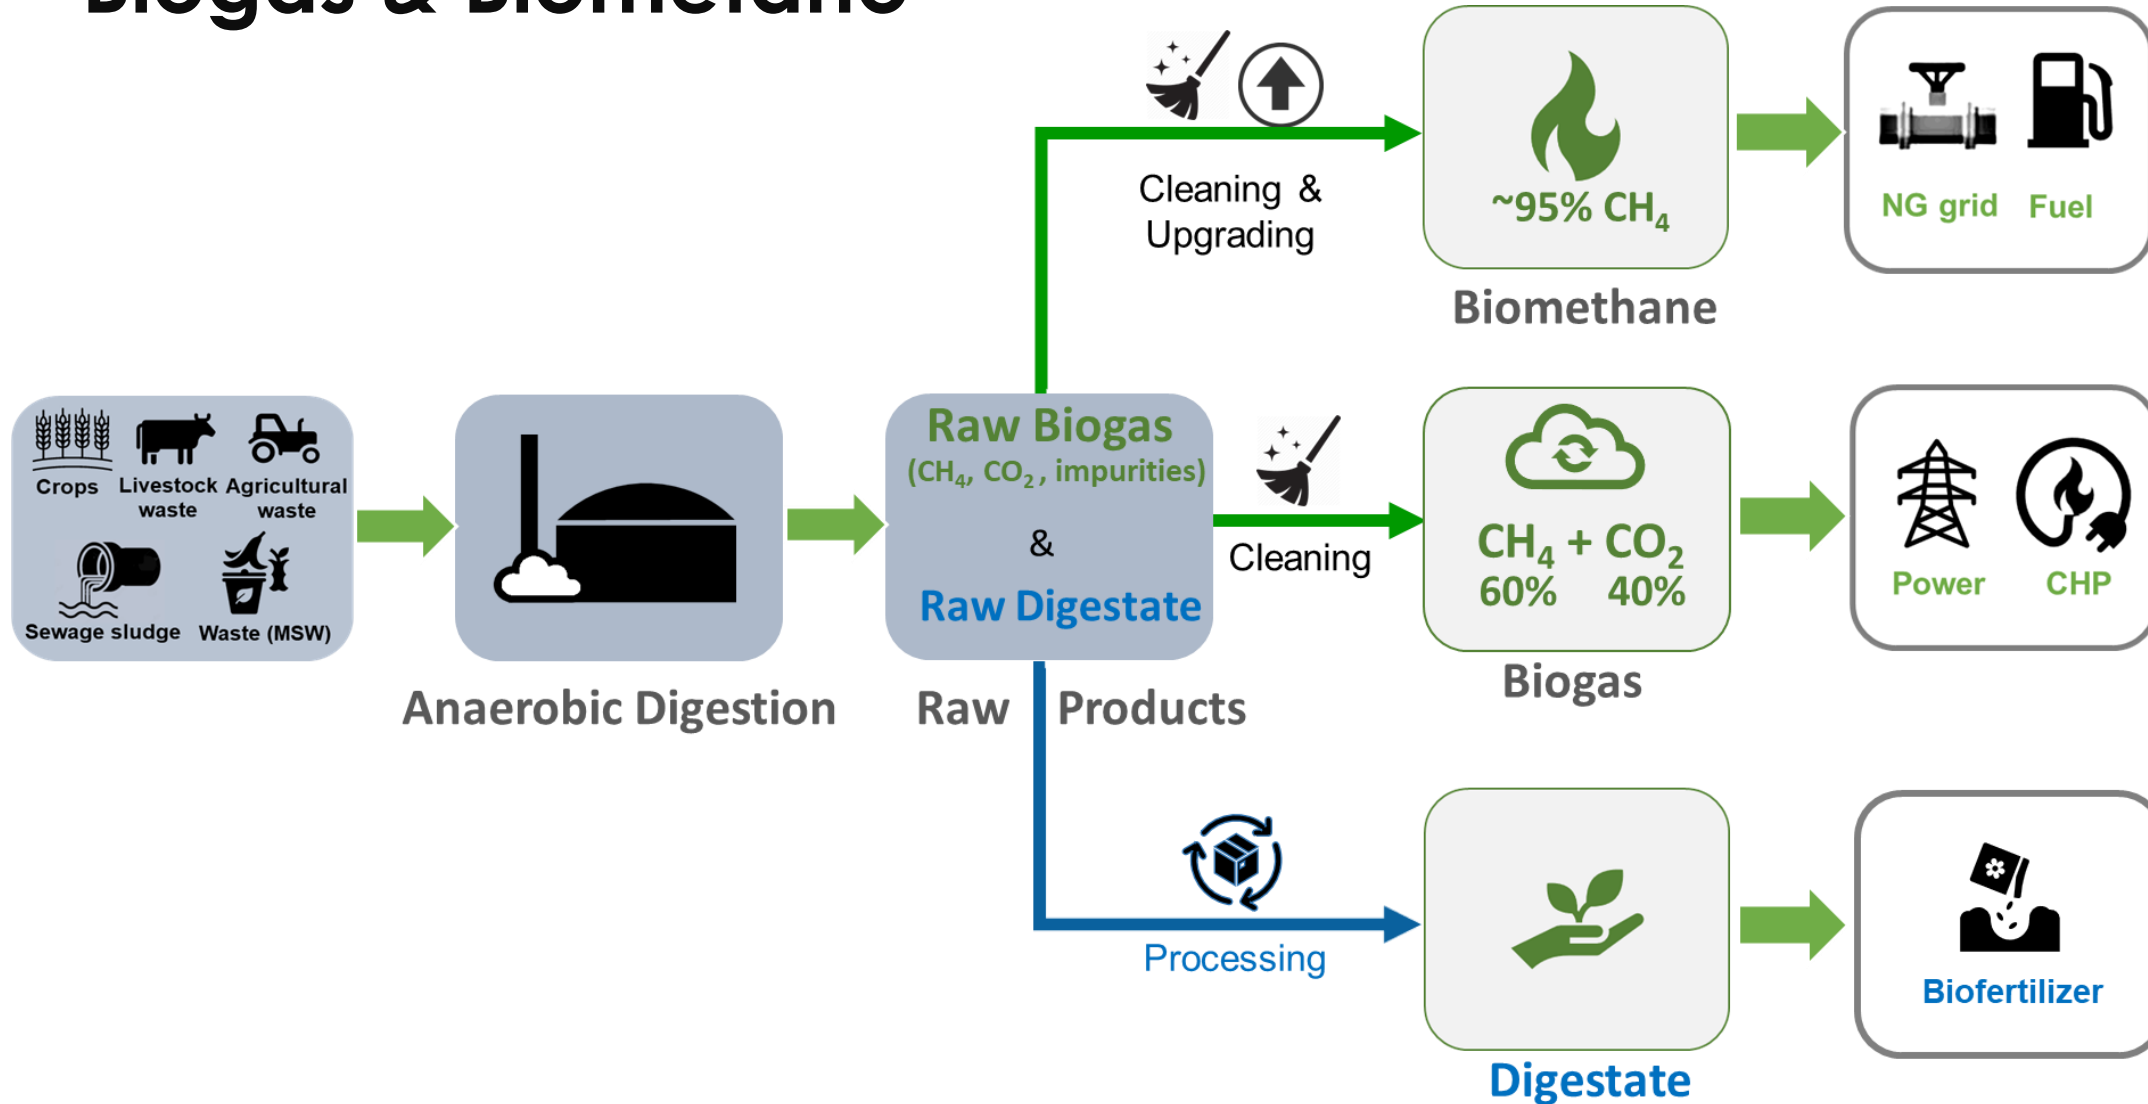 Biogas & Biometano
Cleaning &
Upgrading
~95% CH₄
Biomethane
NG grid
Fuel
Crops
Livestock
waste
Agricultural
waste
Sewage sludge
Waste (MSW)
Anaerobic Digestion
Raw Biogas
(CH₄, CO₂, impurities)
&
Raw Digestate
Raw Products
Cleaning
CH₄ + CO₂
60% 40%
Biogas
Power
CHP
Processing
Digestate
Biofertilizer